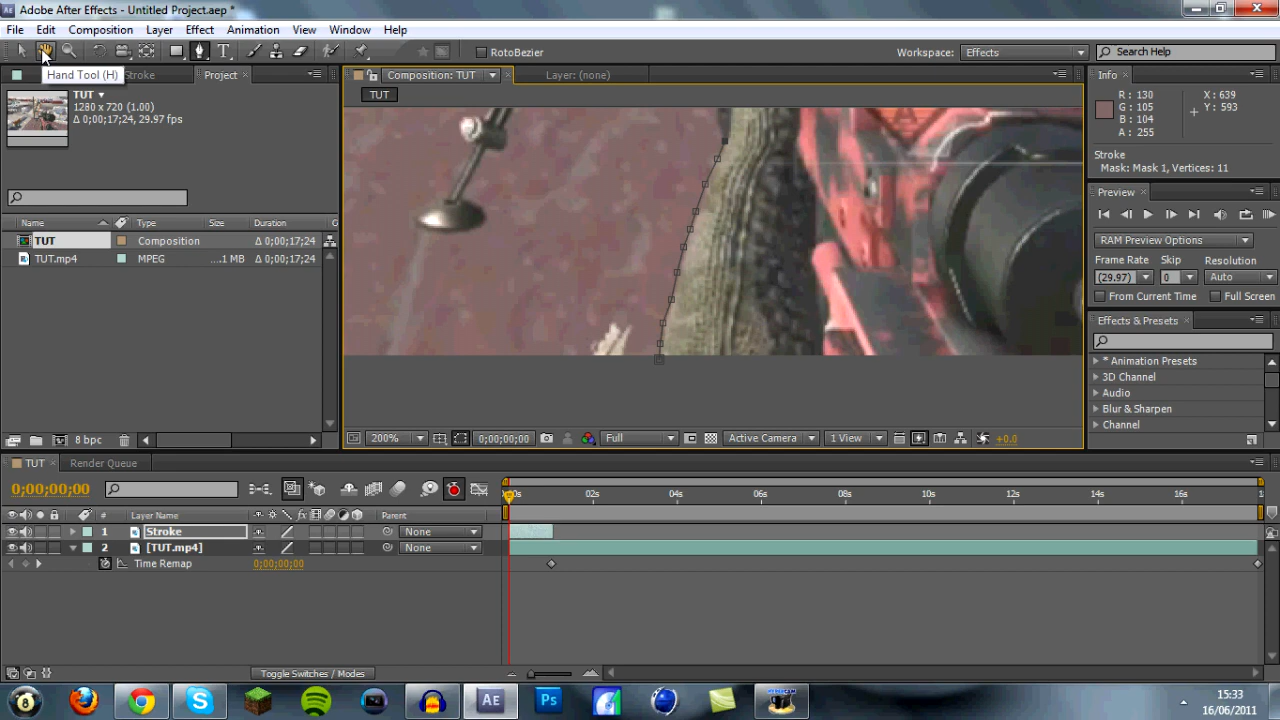 Adobe After Effects - Untitled Project.aep *
File Edit Composition Layer Effect Animation View Window Help
RotoBezier
Workspace: Effects
Search Help
Hand Tool (H)
Stroke
Project
Composition: TUT
Layer: (none)
TUT
TUT
1280 x 720 (1.00)
Δ 0;00;17;24, 29.97 fps
Name Type Size Duration
TUT Composition Δ 0;00;17;24
TUT.mp4 MPEG ....1 MB Δ 0;00;17;24
8 bpc
200% 0;00;00;00 Full Active Camera 1 View +0.0
Info
R: 130
G: 105
B: 104
A: 255
X: 639
Y: 593
Stroke
Mask: Mask 1, Vertices: 11
Preview
RAM Preview Options
Frame Rate Skip Resolution
(29.97) 0 Auto
From Current Time Full Screen
Effects & Presets
* Animation Presets
3D Channel
Audio
Blur & Sharpen
Channel
TUT Render Queue
0;00;00;00
02s 04s 06s 08s 10s 12s 14s 16s
# Layer Name Parent
1 Stroke None
2 [TUT.mp4] None
Time Remap 0;00;00;00
Toggle Switches / Modes
15:33
16/06/2011